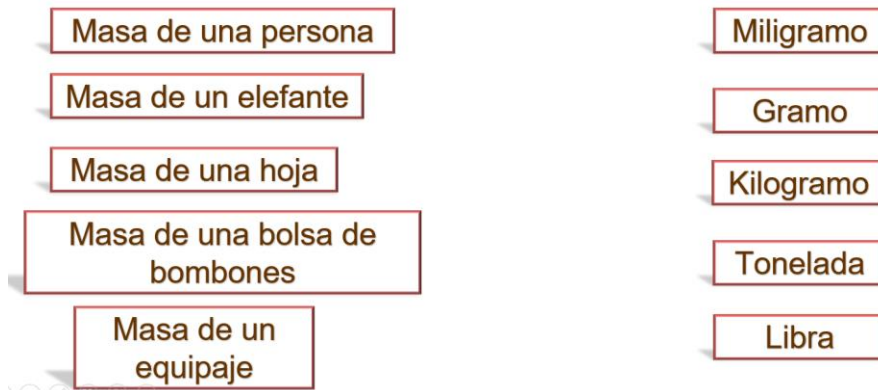 Masa de una persona
Masa de un elefante
Masa de una hoja
Masa de una bolsa de
bombones
Masa de un
equipaje
Miligramo
Gramo
Kilogramo
Tonelada
Libra